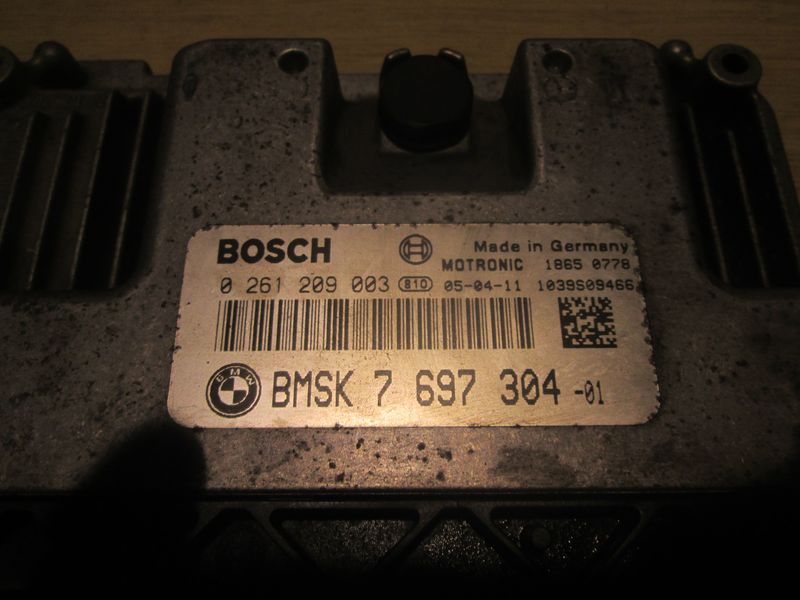 BOSCH
Made in Germany
MOTRONIC 1865 0778
0 261 209 003 810 05-04-11 1039S09466
BMW
BMSK 7 697 304 -01